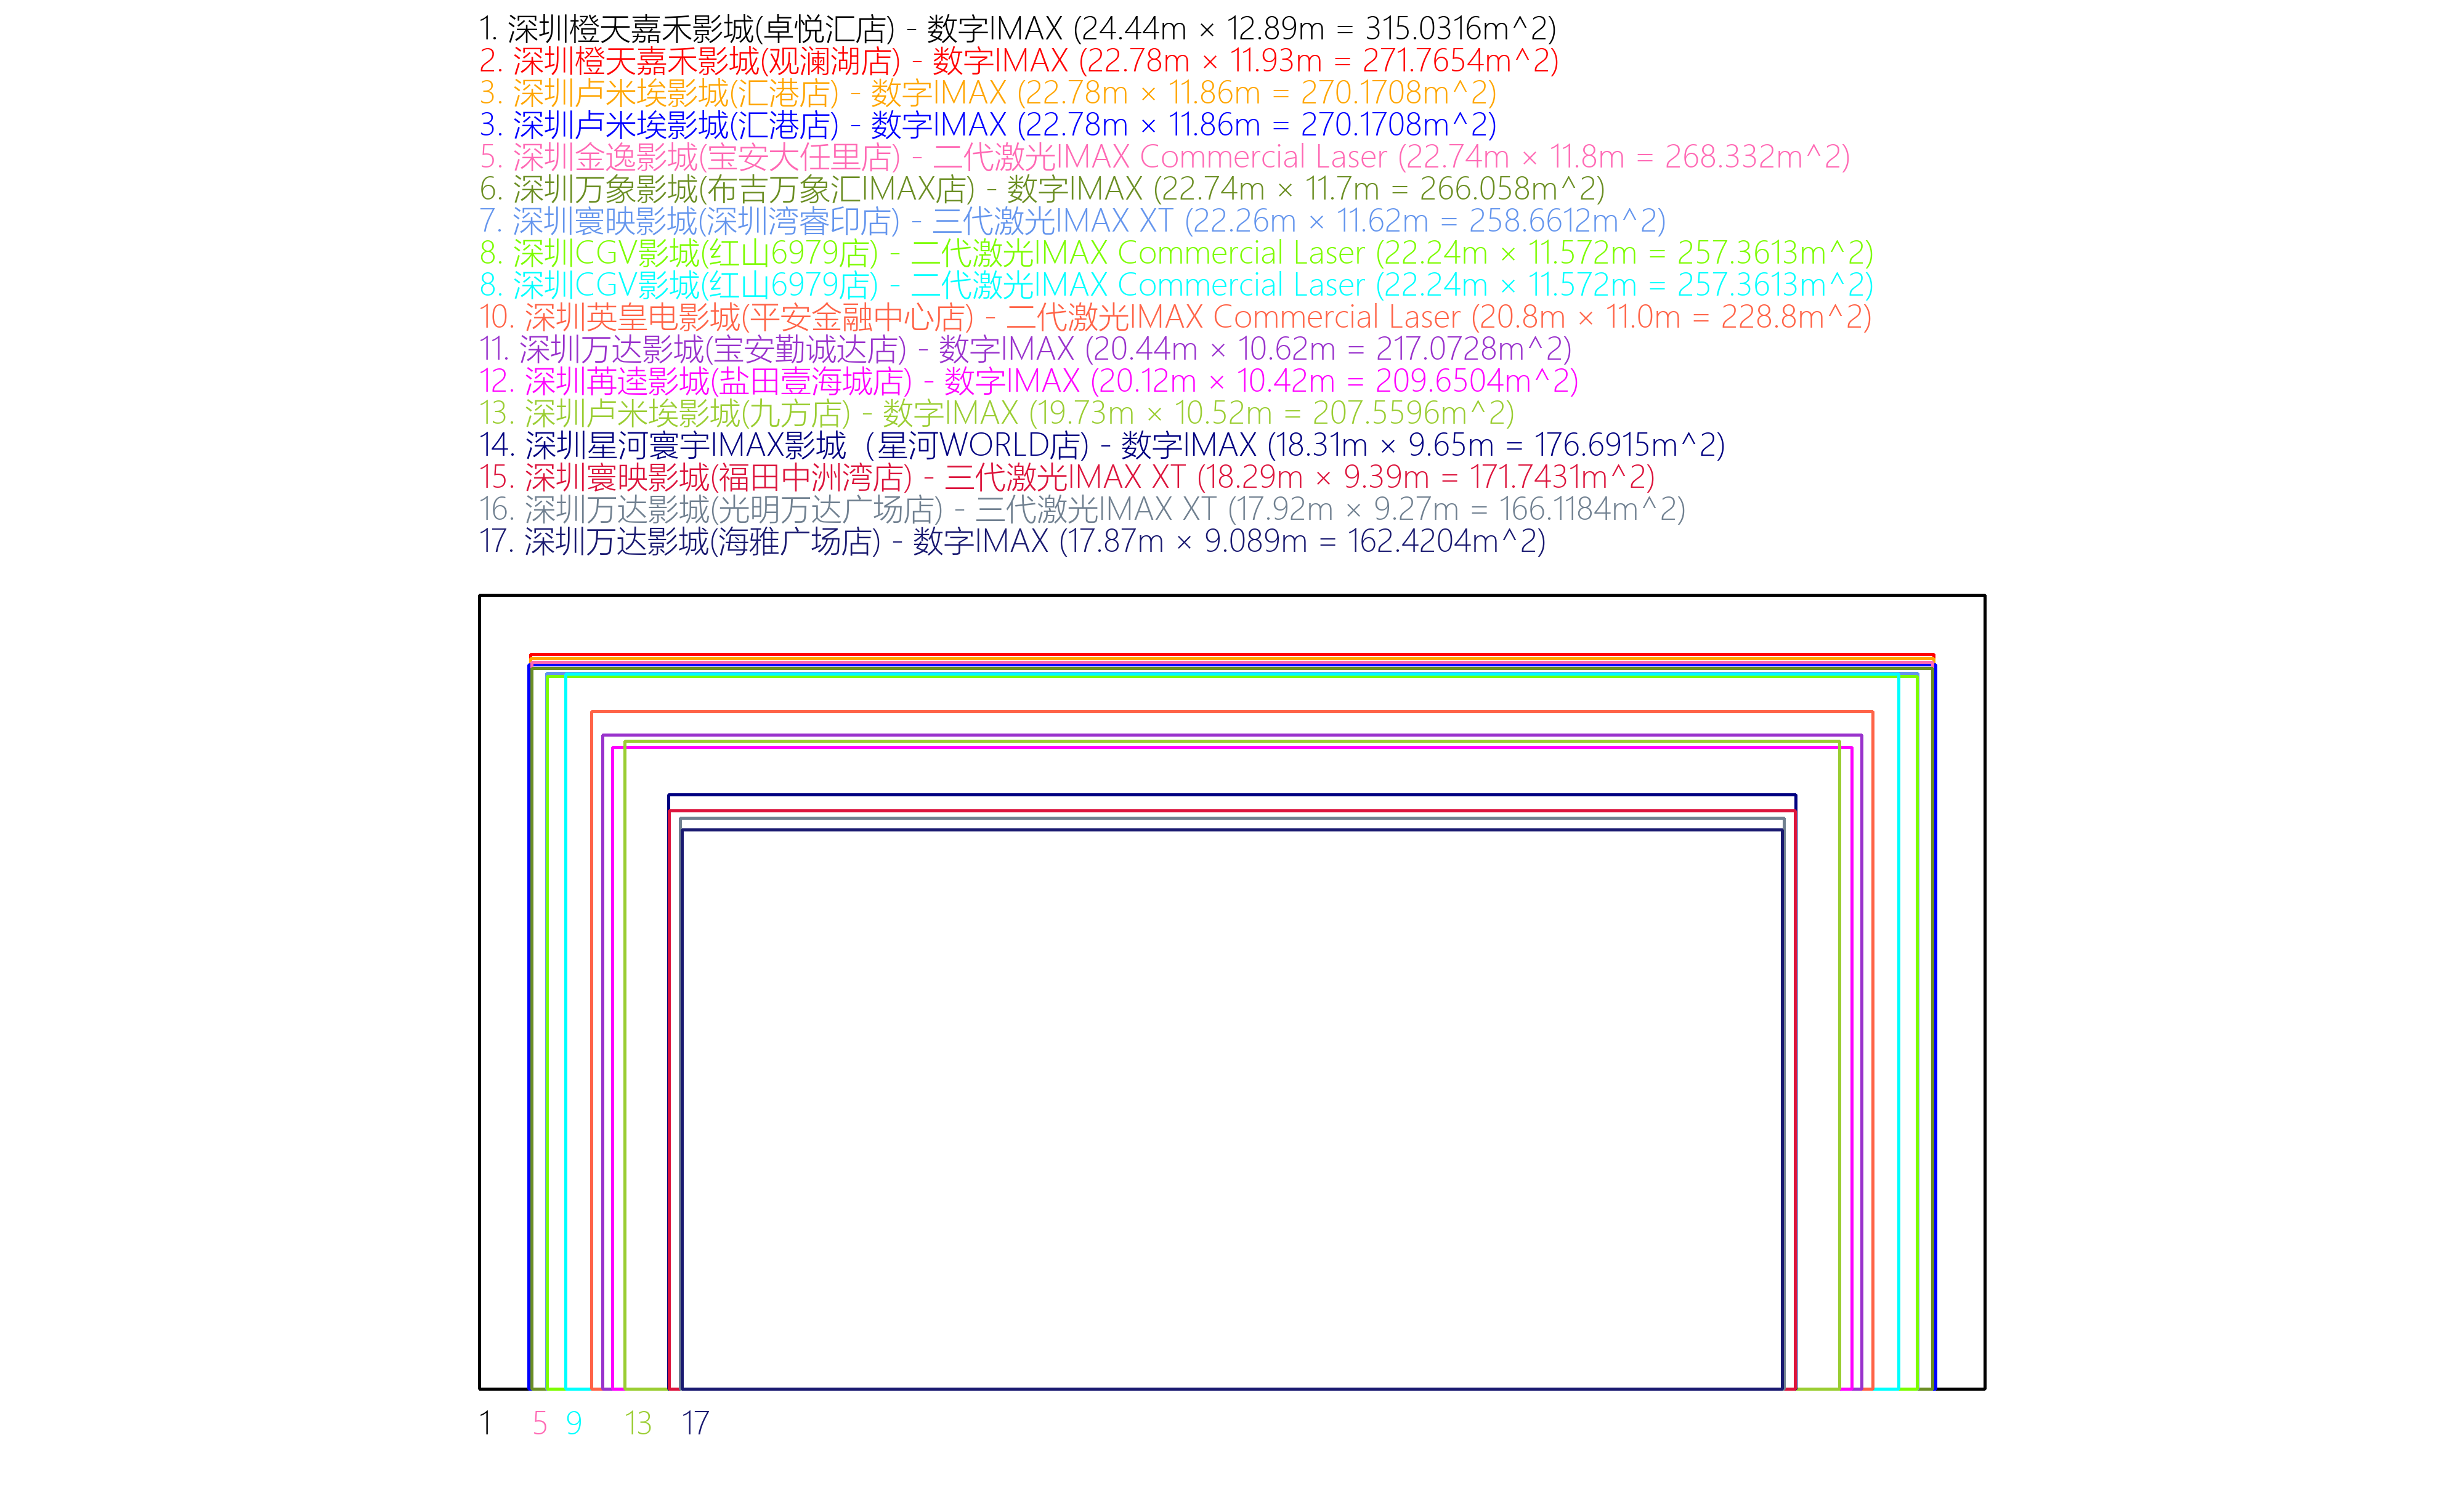 1. 深圳橙天嘉禾影城(卓悦汇店) - 数字IMAX (24.44m × 12.89m = 315.0316m^2)
2. 深圳橙天嘉禾影城(观澜湖店) - 数字IMAX (22.78m × 11.93m = 271.7654m^2)
3. 深圳卢米埃影城(汇港店) - 数字IMAX (22.78m × 11.86m = 270.1708m^2)
3. 深圳卢米埃影城(汇港店) - 数字IMAX (22.78m × 11.86m = 270.1708m^2)
5. 深圳金逸影城(宝安大任里店) - 二代激光IMAX Commercial Laser (22.74m × 11.8m = 268.332m^2)
6. 深圳万象影城(布吉万象汇IMAX店) - 数字IMAX (22.74m × 11.7m = 266.058m^2)
7. 深圳寰映影城(深圳湾睿印店) - 三代激光IMAX XT (22.26m × 11.62m = 258.6612m^2)
8. 深圳CGV影城(红山6979店) - 二代激光IMAX Commercial Laser (22.24m × 11.572m = 257.3613m^2)
8. 深圳CGV影城(红山6979店) - 二代激光IMAX Commercial Laser (22.24m × 11.572m = 257.3613m^2)
10. 深圳英皇电影城(平安金融中心店) - 二代激光IMAX Commercial Laser (20.8m × 11.0m = 228.8m^2)
11. 深圳万达影城(宝安勤诚达店) - 数字IMAX (20.44m × 10.62m = 217.0728m^2)
12. 深圳苒逵影城(盐田壹海城店) - 数字IMAX (20.12m × 10.42m = 209.6504m^2)
13. 深圳卢米埃影城(九方店) - 数字IMAX (19.73m × 10.52m = 207.5596m^2)
14. 深圳星河寰宇IMAX影城（星河WORLD店) - 数字IMAX (18.31m × 9.65m = 176.6915m^2)
15. 深圳寰映影城(福田中洲湾店) - 三代激光IMAX XT (18.29m × 9.39m = 171.7431m^2)
16. 深圳万达影城(光明万达广场店) - 三代激光IMAX XT (17.92m × 9.27m = 166.1184m^2)
17. 深圳万达影城(海雅广场店) - 数字IMAX (17.87m × 9.089m = 162.4204m^2)
1 5 9 13 17